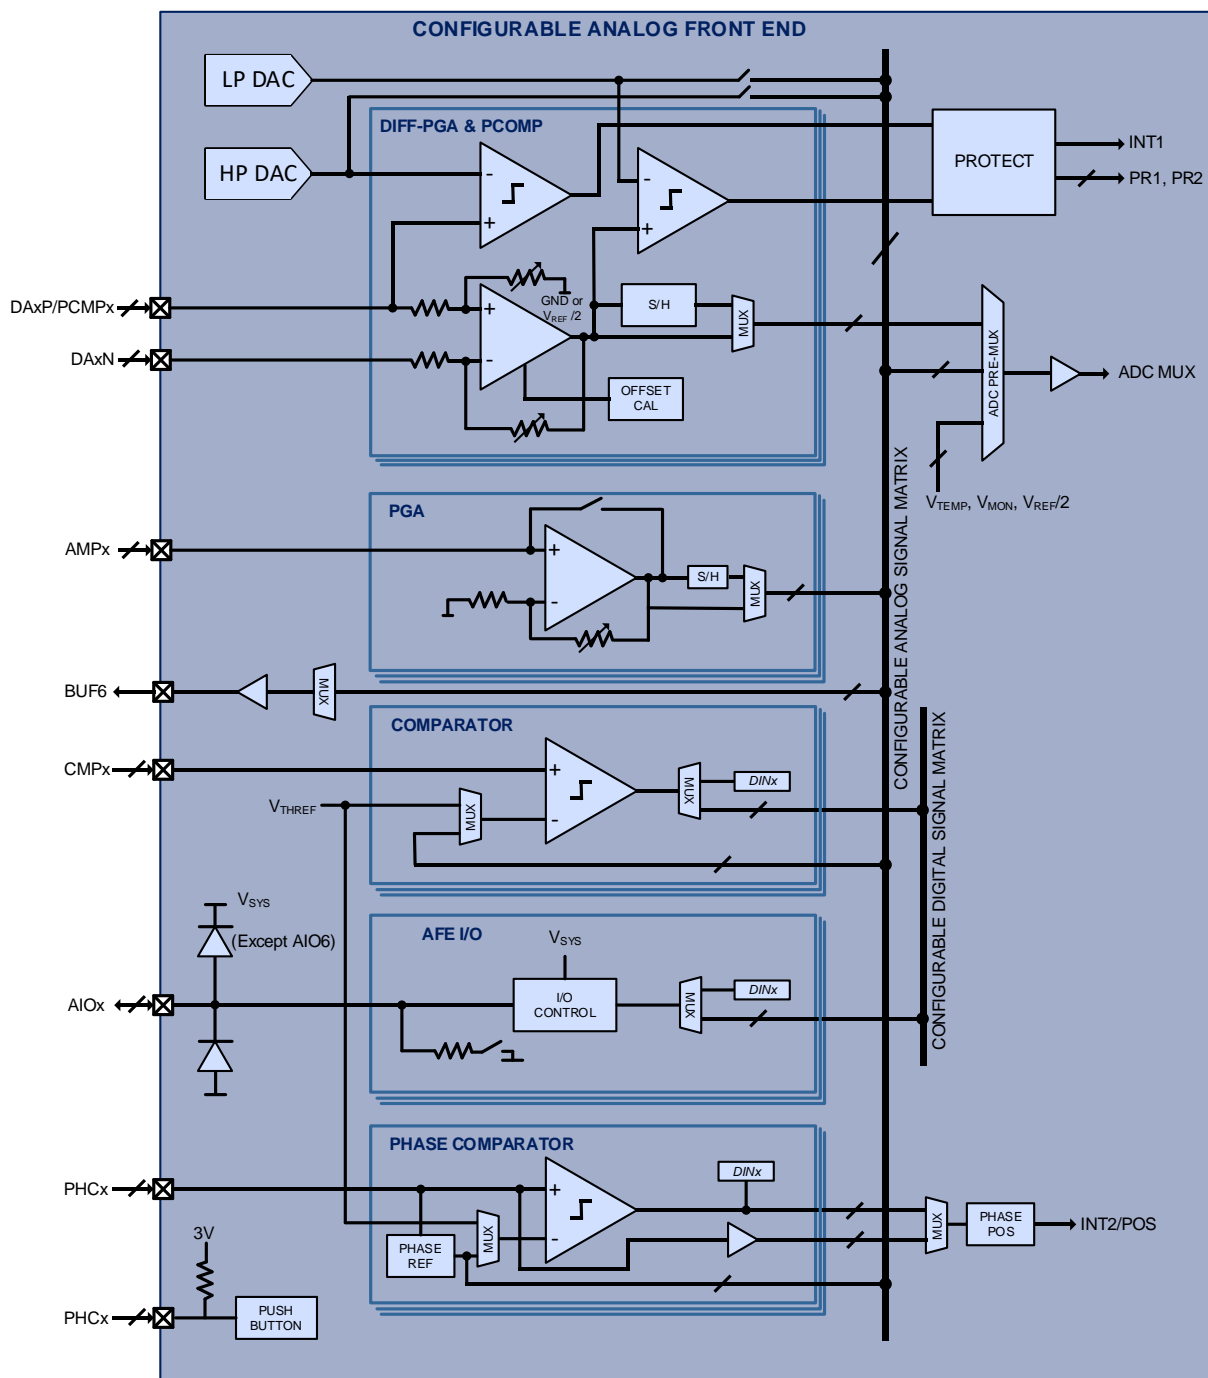 CONFIGURABLE ANALOG FRONT END
LP DAC
HP DAC
DIFF-PGA & PCOMP
-
+
-
+
PROTECT
INT1
PR1, PR2
DAxP/PCMPx
DAxN
+
-
GND or
VREF /2
S/H
MUX
OFFSET
CAL
ADC PRE-MUX
ADC MUX
VTEMP, VMON, VREF/2
CONFIGURABLE ANALOG SIGNAL MATRIX
PGA
AMPx
+
-
S/H
MUX
BUF6
MUX
COMPARATOR
CMPx
+
-
VTHREF
MUX
MUX
DINx
CONFIGURABLE DIGITAL SIGNAL MATRIX
VSYS
(Except AIO6)
AFE I/O
VSYS
AIOx
I/O
CONTROL
MUX
DINx
PHASE COMPARATOR
PHCx
+
-
PHASE
REF
MUX
DINx
MUX
PHASE
POS
INT2/POS
3V
PHCx
PUSH
BUTTON